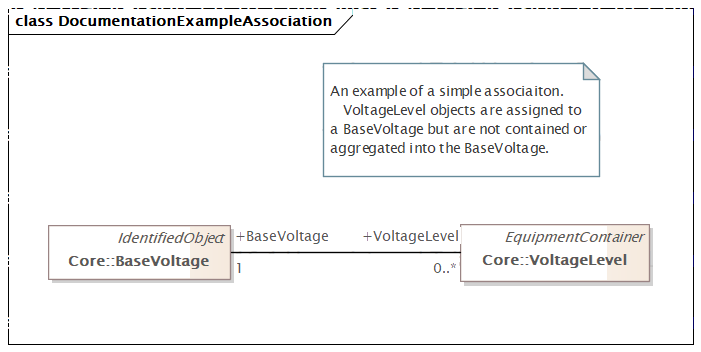 class DocumentationExampleAssociation
An example of a simple associaiton.
VoltageLevel objects are assigned to
a BaseVoltage but are not contained or
aggregated into the BaseVoltage.
IdentifiedObject
Core::BaseVoltage
+BaseVoltage
1
+VoltageLevel
0..*
EquipmentContainer
Core::VoltageLevel